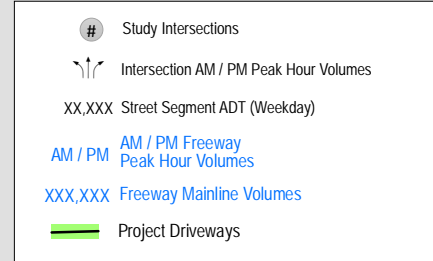 # Study Intersections
Intersection AM / PM Peak Hour Volumes
XX,XXX Street Segment ADT (Weekday)
AM / PM AM / PM Freeway
Peak Hour Volumes
XXX,XXX Freeway Mainline Volumes
Project Driveways